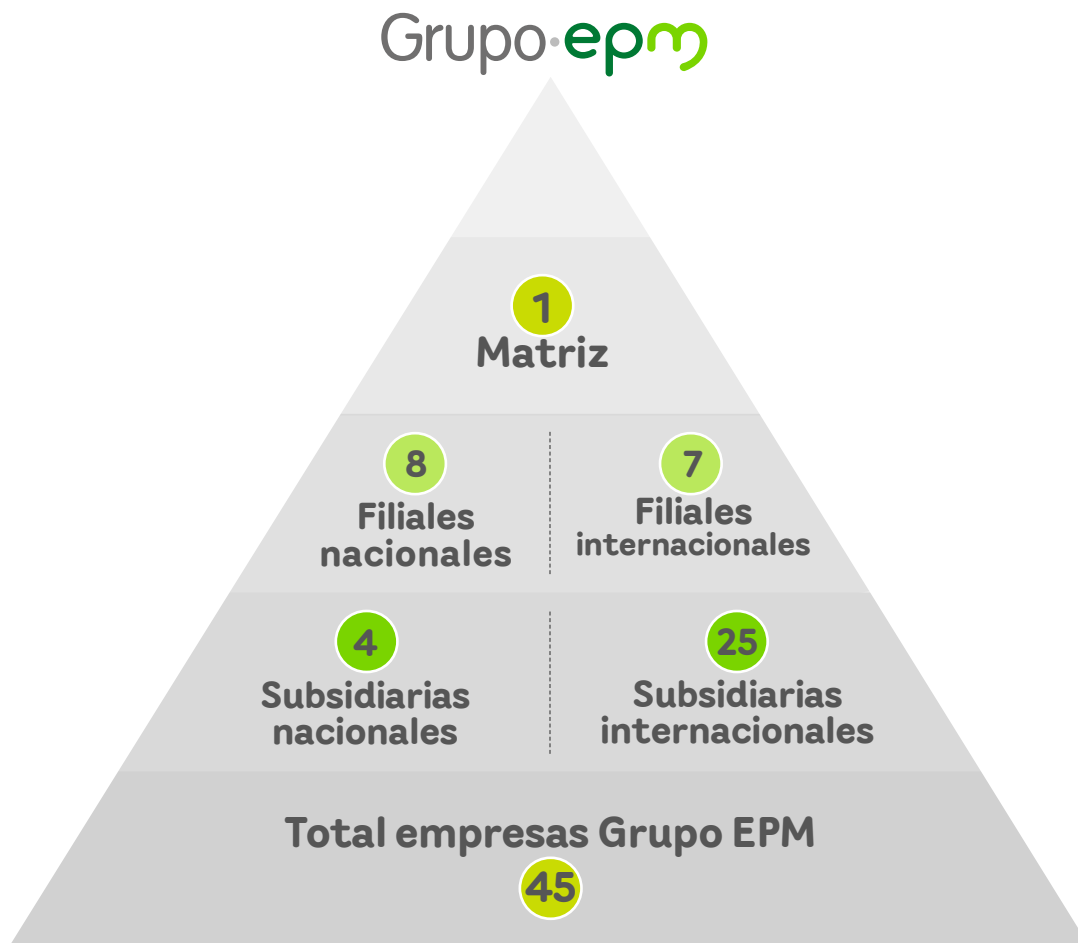 Grupo·epm
1
Matriz
8
Filiales
nacionales
7
Filiales
internacionales
4
Subsidiarias
nacionales
25
Subsidiarias
internacionales
Total empresas Grupo EPM
45